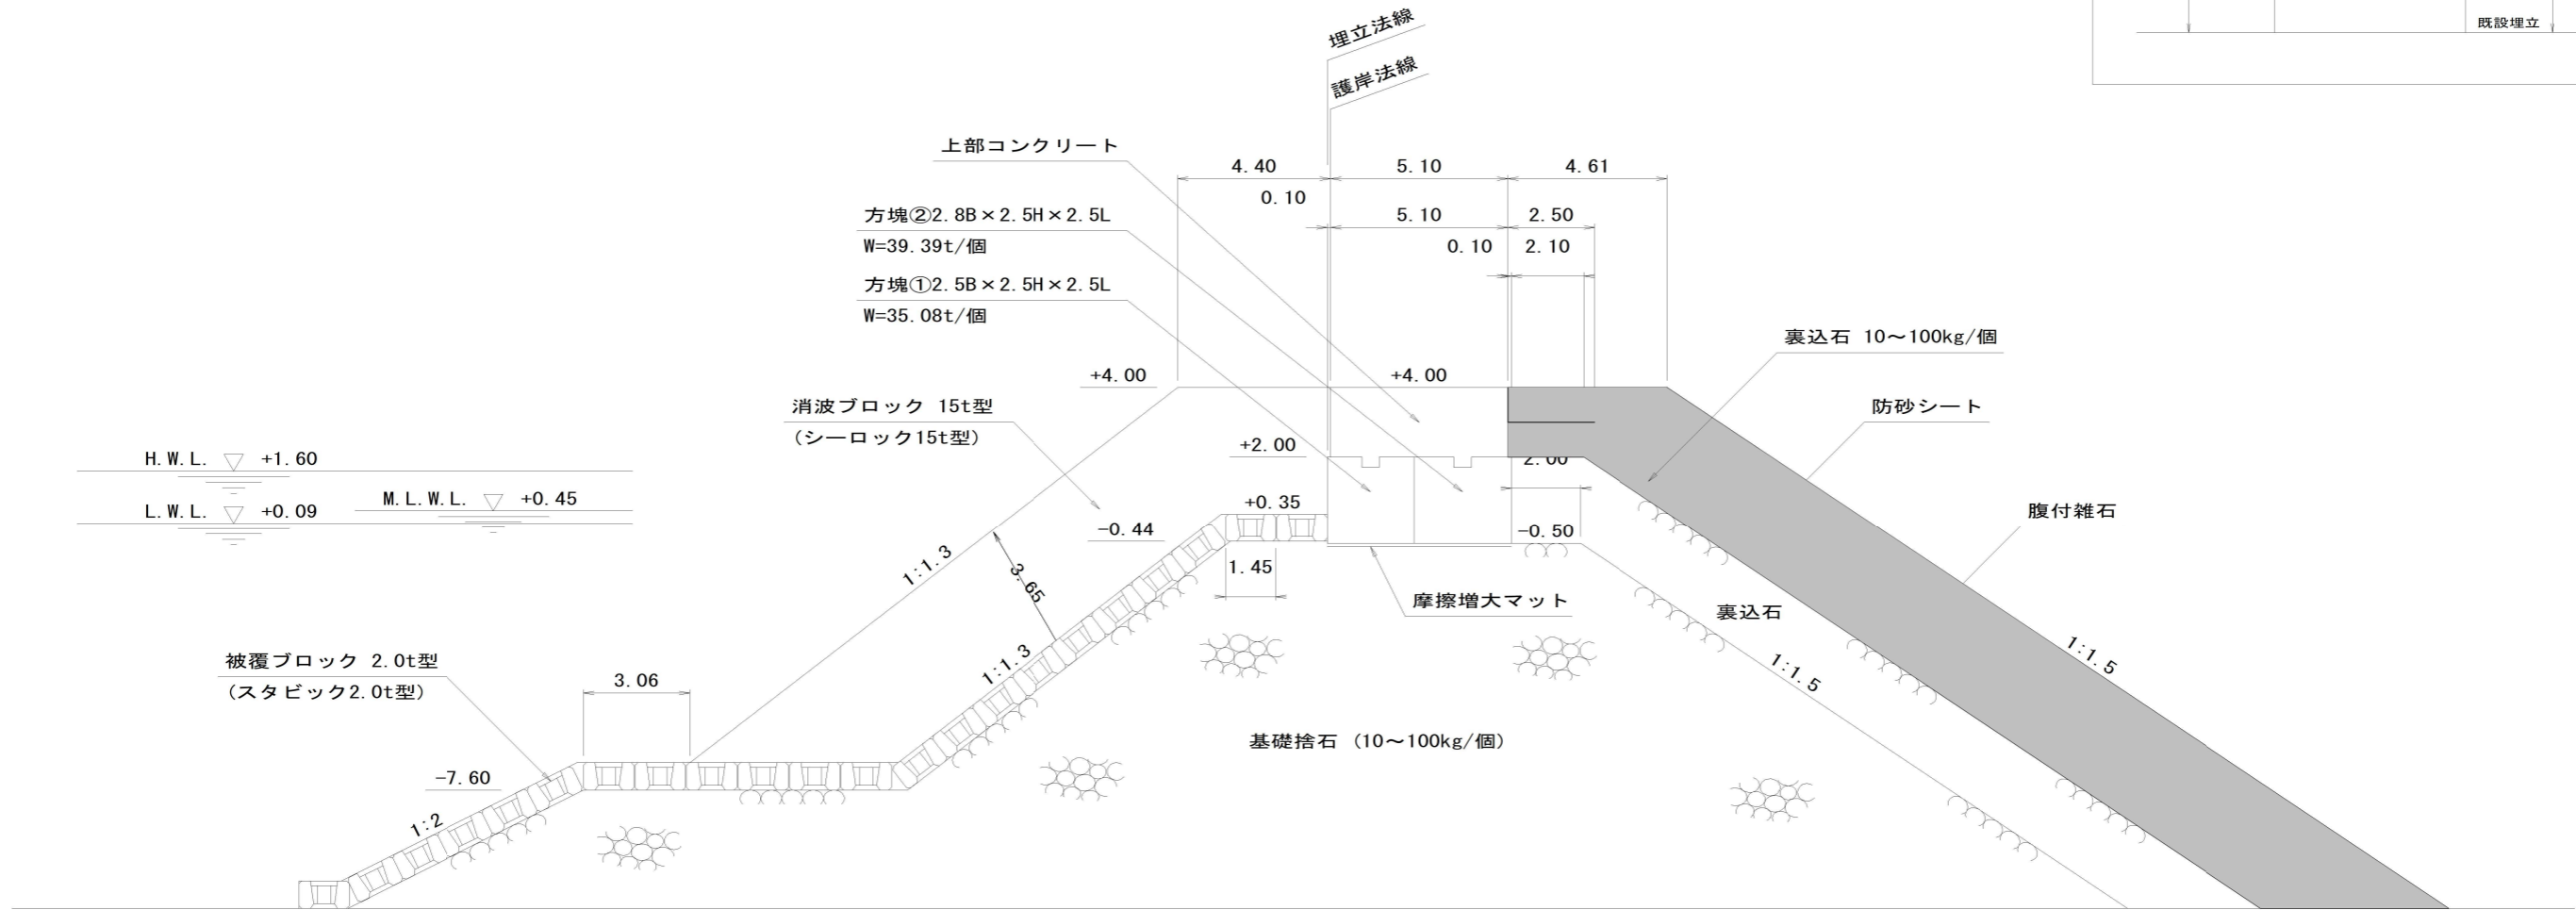 埋立法線
護岸法線
既設埋立
上部コンクリート
4.40
5.10
4.61
0.10
方塊②2.8B×2.5H×2.5L
W=39.39t/個
5.10
2.50
0.10
2.10
方塊①2.5B×2.5H×2.5L
W=35.08t/個
裏込石 10～100kg/個
+4.00
+4.00
消波ブロック 15t型
(シーロック15t型)
防砂シート
H.W.L. +1.60
+2.00
2.00
L.W.L. +0.09
M.L.W.L. +0.45
+0.35
-0.44
-0.50
腹付雑石
1:1.3
3.65
1.45
摩擦増大マット
裏込石
1:1.5
被覆ブロック 2.0t型
(スタビック2.0t型)
3.06
1:1.3
1:1.5
基礎捨石 (10～100kg/個)
-7.60
1:2